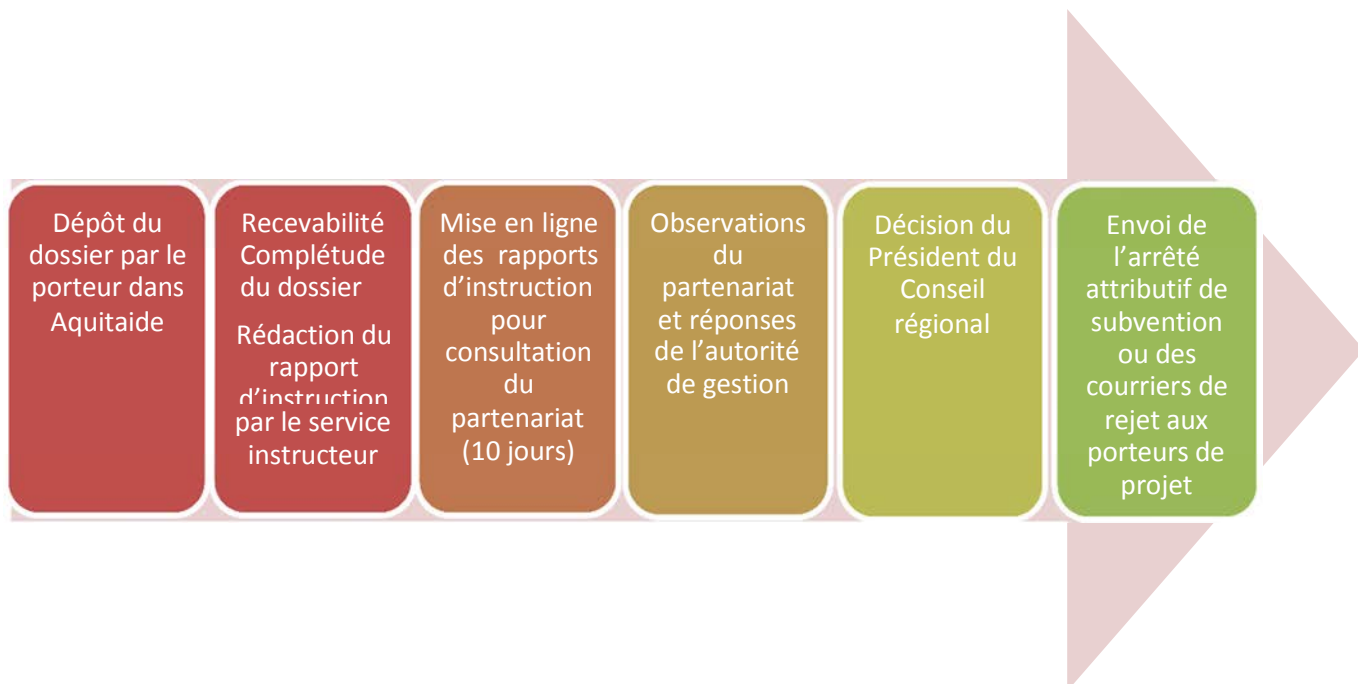 Dépôt du
dossier par le
porteur dans
Aquitaide
Recevabilité
Complétude
du dossier
Rédaction du
rapport
d’instruction
par le service
instructeur
Mise en ligne
des rapports
d’instruction
pour
consultation
du
partenariat
(10 jours)
Observations
du
partenariat
et réponses
de l’autorité
de gestion
Décision du
Président du
Conseil
régional
Envoi de
l’arrêté
attributif de
subvention
ou des
courriers de
rejet aux
porteurs de
projet